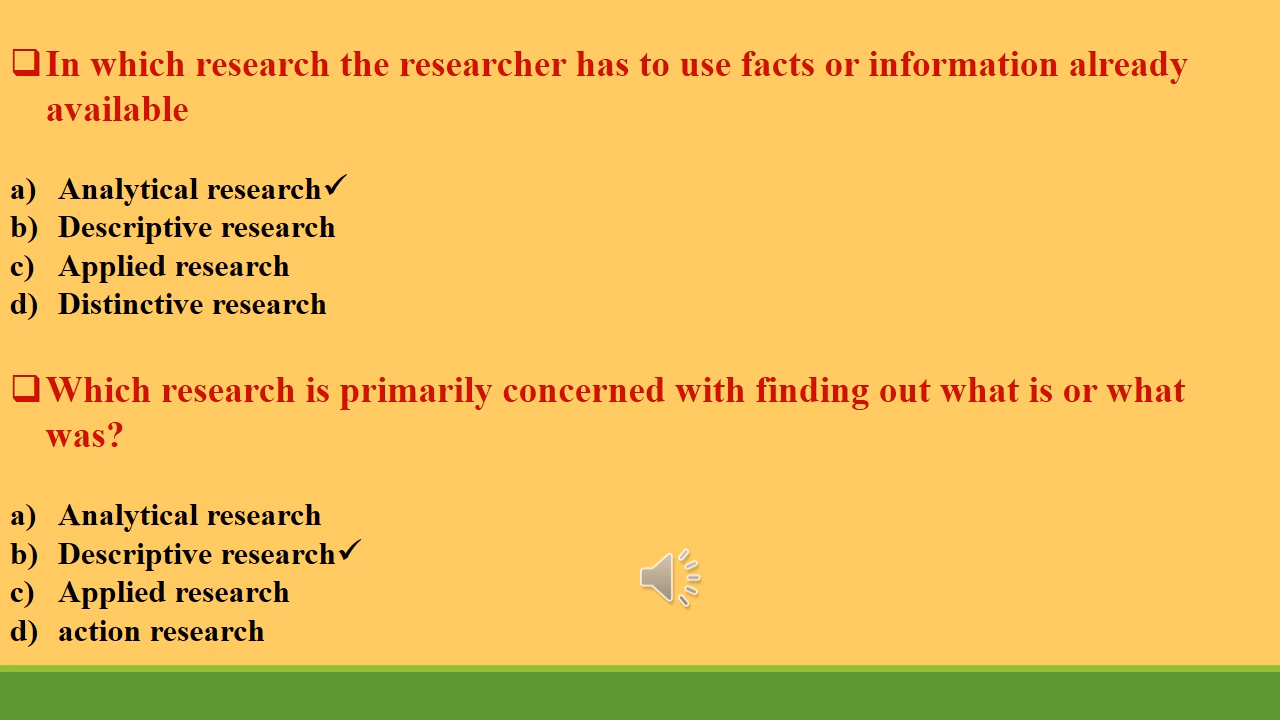 ❑In which research the researcher has to use facts or information already
available
a) Analytical research✓
b) Descriptive research
c) Applied research
d) Distinctive research
❑Which research is primarily concerned with finding out what is or what
was?
a) Analytical research
b) Descriptive research✓
c) Applied research
d) action research